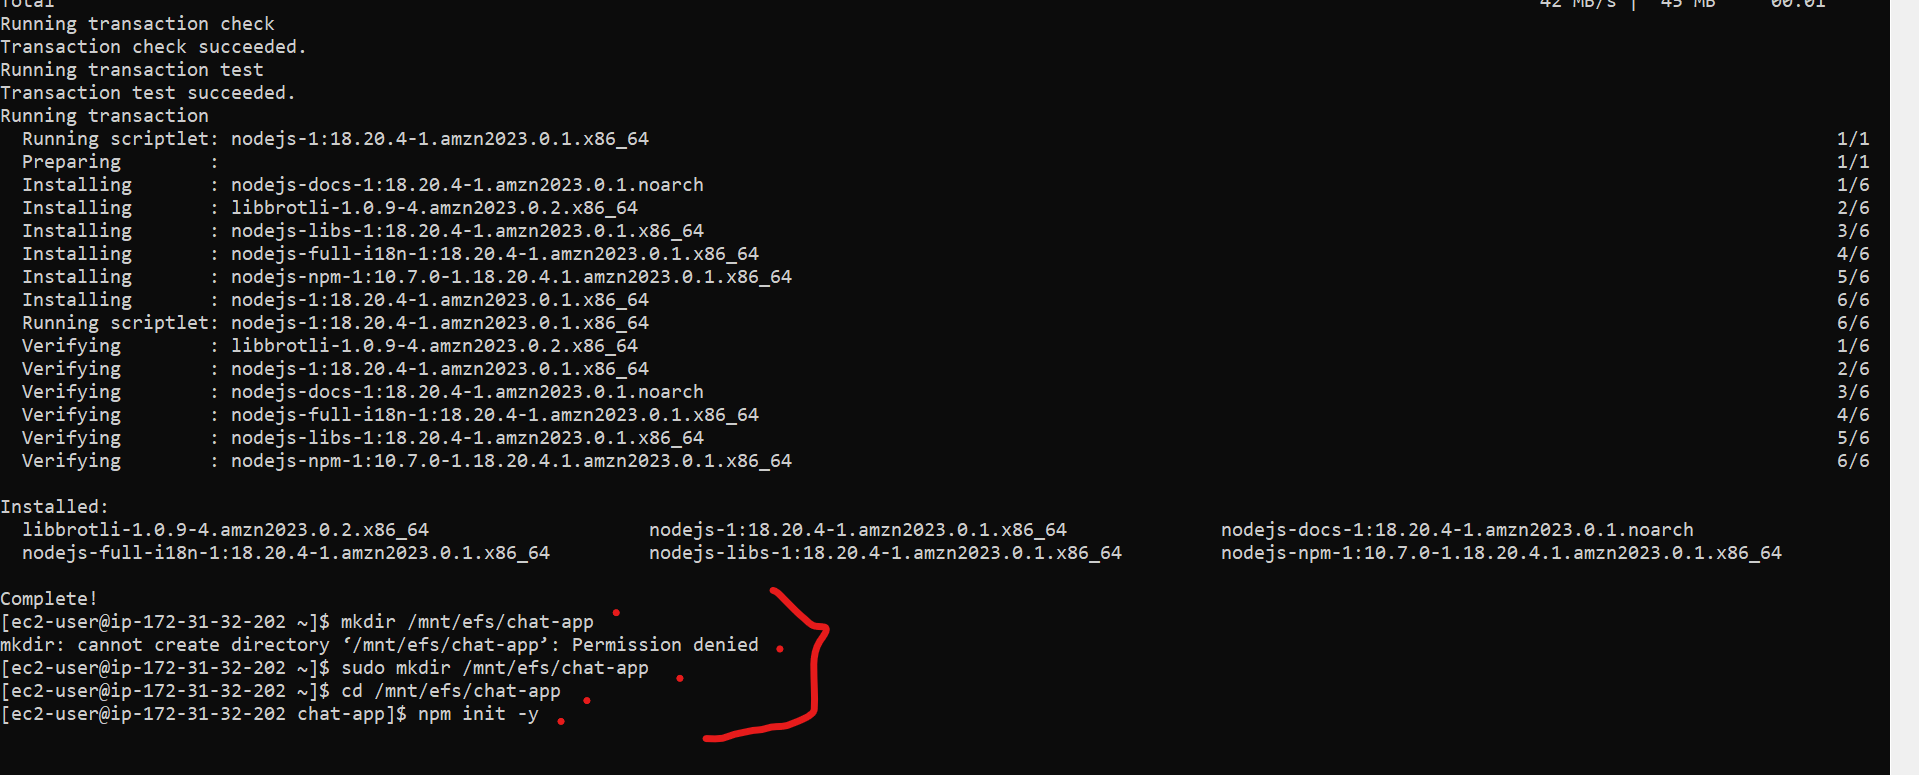 Total 42 MB/s | 45 MB 00:01
Running transaction check
Transaction check succeeded.
Running transaction test
Transaction test succeeded.
Running transaction
Running scriptlet: nodejs-1:18.20.4-1.amzn2023.0.1.x86_64 1/1
Preparing : 1/1
Installing : nodejs-docs-1:18.20.4-1.amzn2023.0.1.noarch 1/6
Installing : libbrotli-1.0.9-4.amzn2023.0.2.x86_64 2/6
Installing : nodejs-libs-1:18.20.4-1.amzn2023.0.1.x86_64 3/6
Installing : nodejs-full-i18n-1:18.20.4-1.amzn2023.0.1.x86_64 4/6
Installing : nodejs-npm-1:10.7.0-1.18.20.4.1.amzn2023.0.1.x86_64 5/6
Installing : nodejs-1:18.20.4-1.amzn2023.0.1.x86_64 6/6
Running scriptlet: nodejs-1:18.20.4-1.amzn2023.0.1.x86_64 6/6
Verifying : libbrotli-1.0.9-4.amzn2023.0.2.x86_64 1/6
Verifying : nodejs-1:18.20.4-1.amzn2023.0.1.x86_64 2/6
Verifying : nodejs-docs-1:18.20.4-1.amzn2023.0.1.noarch 3/6
Verifying : nodejs-full-i18n-1:18.20.4-1.amzn2023.0.1.x86_64 4/6
Verifying : nodejs-libs-1:18.20.4-1.amzn2023.0.1.x86_64 5/6
Verifying : nodejs-npm-1:10.7.0-1.18.20.4.1.amzn2023.0.1.x86_64 6/6
Installed:
libbrotli-1.0.9-4.amzn2023.0.2.x86_64 nodejs-1:18.20.4-1.amzn2023.0.1.x86_64 nodejs-docs-1:18.20.4-1.amzn2023.0.1.noarch
nodejs-full-i18n-1:18.20.4-1.amzn2023.0.1.x86_64 nodejs-libs-1:18.20.4-1.amzn2023.0.1.x86_64 nodejs-npm-1:10.7.0-1.18.20.4.1.amzn2023.0.1.x86_64
Complete!
[ec2-user@ip-172-31-32-202 ~]$ mkdir /mnt/efs/chat-app
mkdir: cannot create directory ‘/mnt/efs/chat-app’: Permission denied
[ec2-user@ip-172-31-32-202 ~]$ sudo mkdir /mnt/efs/chat-app
[ec2-user@ip-172-31-32-202 ~]$ cd /mnt/efs/chat-app
[ec2-user@ip-172-31-32-202 chat-app]$ npm init -y